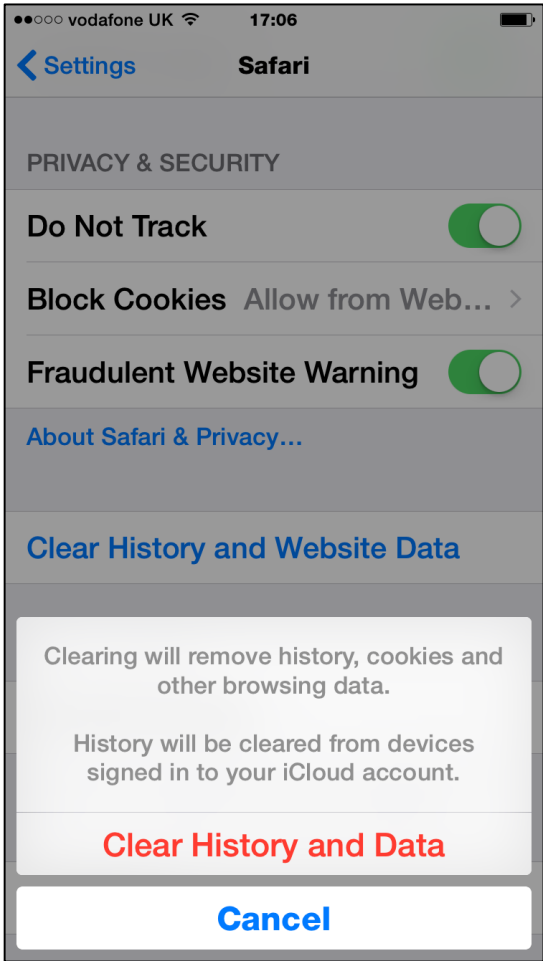 vodafone UK 17:06
Settings Safari
PRIVACY & SECURITY
Do Not Track
Block Cookies Allow from Web...
Fraudulent Website Warning
About Safari & Privacy...
Clear History and Website Data
Clearing will remove history, cookies and
other browsing data.
History will be cleared from devices
signed in to your iCloud account.
Clear History and Data
Cancel